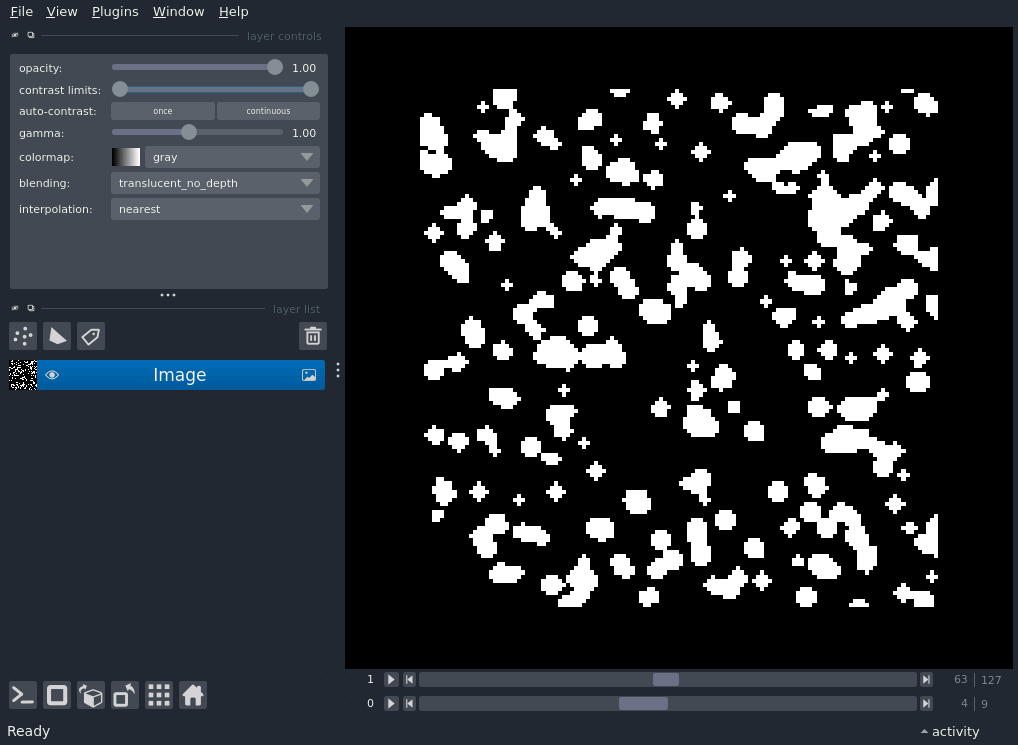 File View Plugins Window Help
layer controls
opacity: 1.00
contrast limits:
auto-contrast: once continuous
gamma: 1.00
colormap: gray
blending: translucent_no_depth
interpolation: nearest
layer list
Image
1 63 127
0 4 9
Ready activity